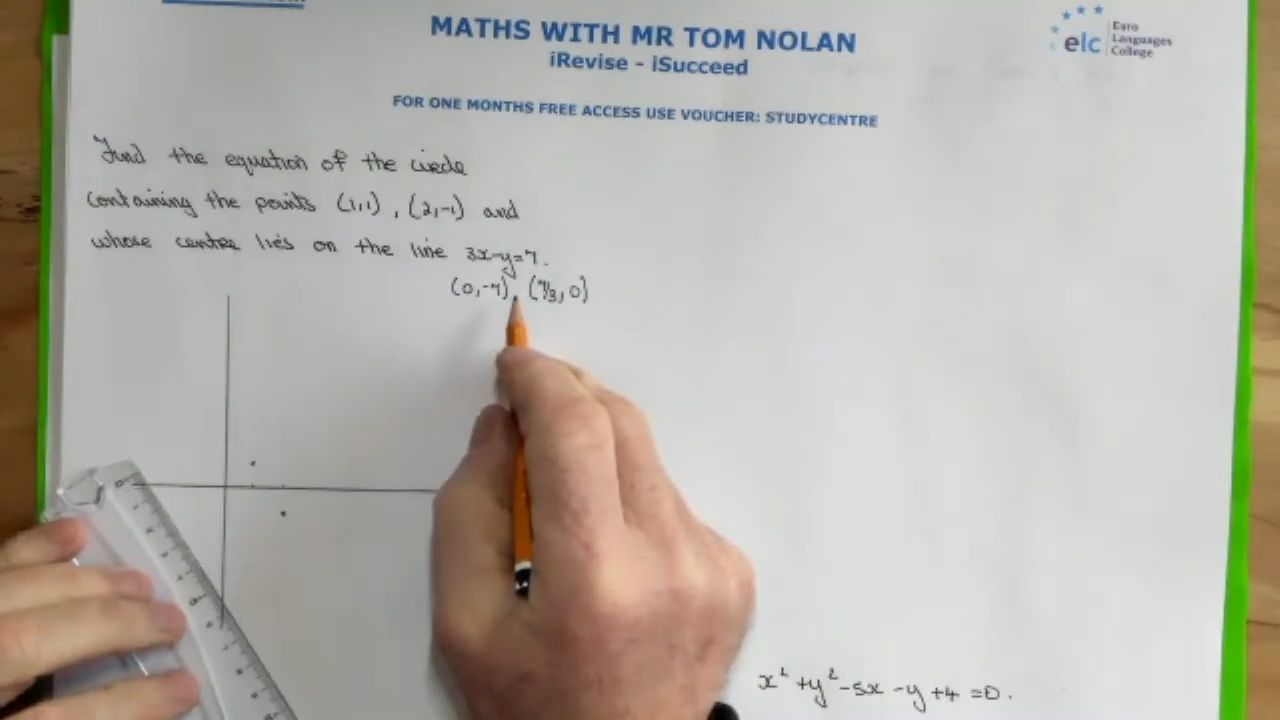 MATHS WITH MR TOM NOLAN
iRevise - iSucceed
elc Euro Languages College
FOR ONE MONTHS FREE ACCESS USE VOUCHER: STUDYCENTRE
Find the equation of the circle
containing the points (1,1), (2,-1) and
whose centre lies on the line 3x-y=7.
(0,-7), (7/3, 0)
x² + y² - 5x - y + 4 = 0.